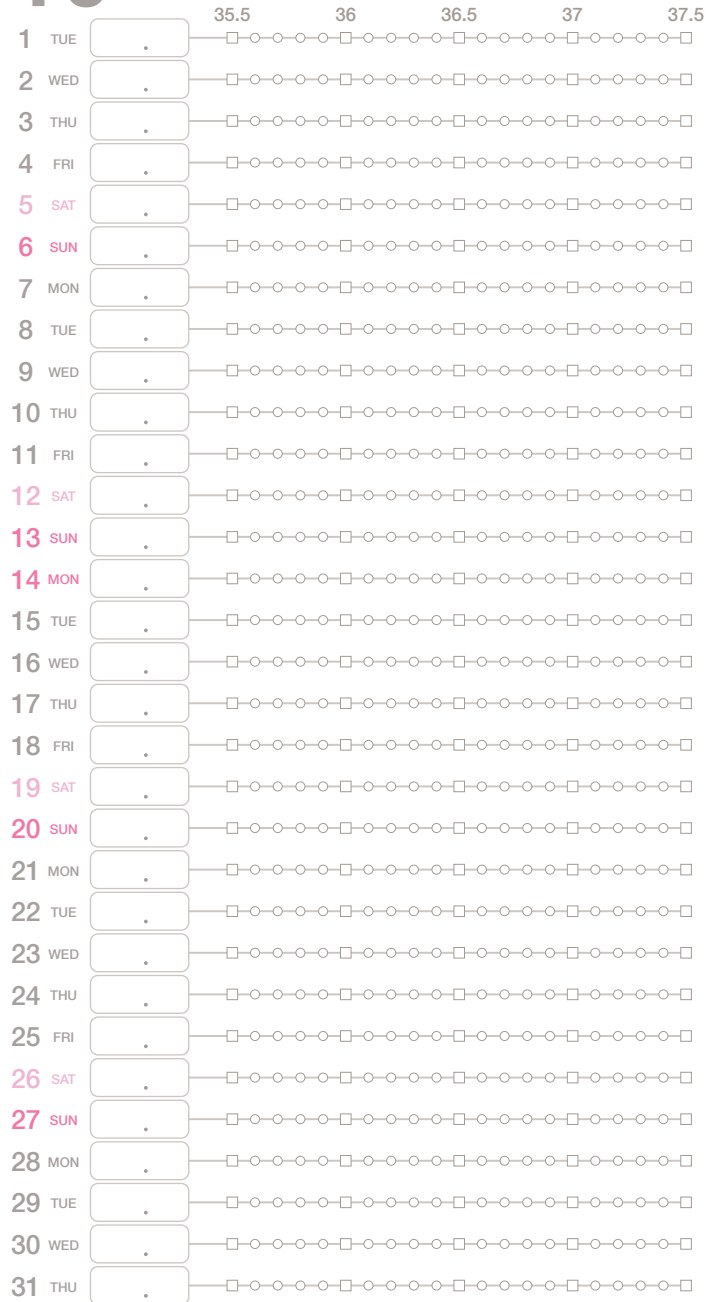 35.5 36 36.5 37 37.5
1 TUE .
2 WED .
3 THU .
4 FRI .
5 SAT .
6 SUN .
7 MON .
8 TUE .
9 WED .
10 THU .
11 FRI .
12 SAT .
13 SUN .
14 MON .
15 TUE .
16 WED .
17 THU .
18 FRI .
19 SAT .
20 SUN .
21 MON .
22 TUE .
23 WED .
24 THU .
25 FRI .
26 SAT .
27 SUN .
28 MON .
29 TUE .
30 WED .
31 THU .